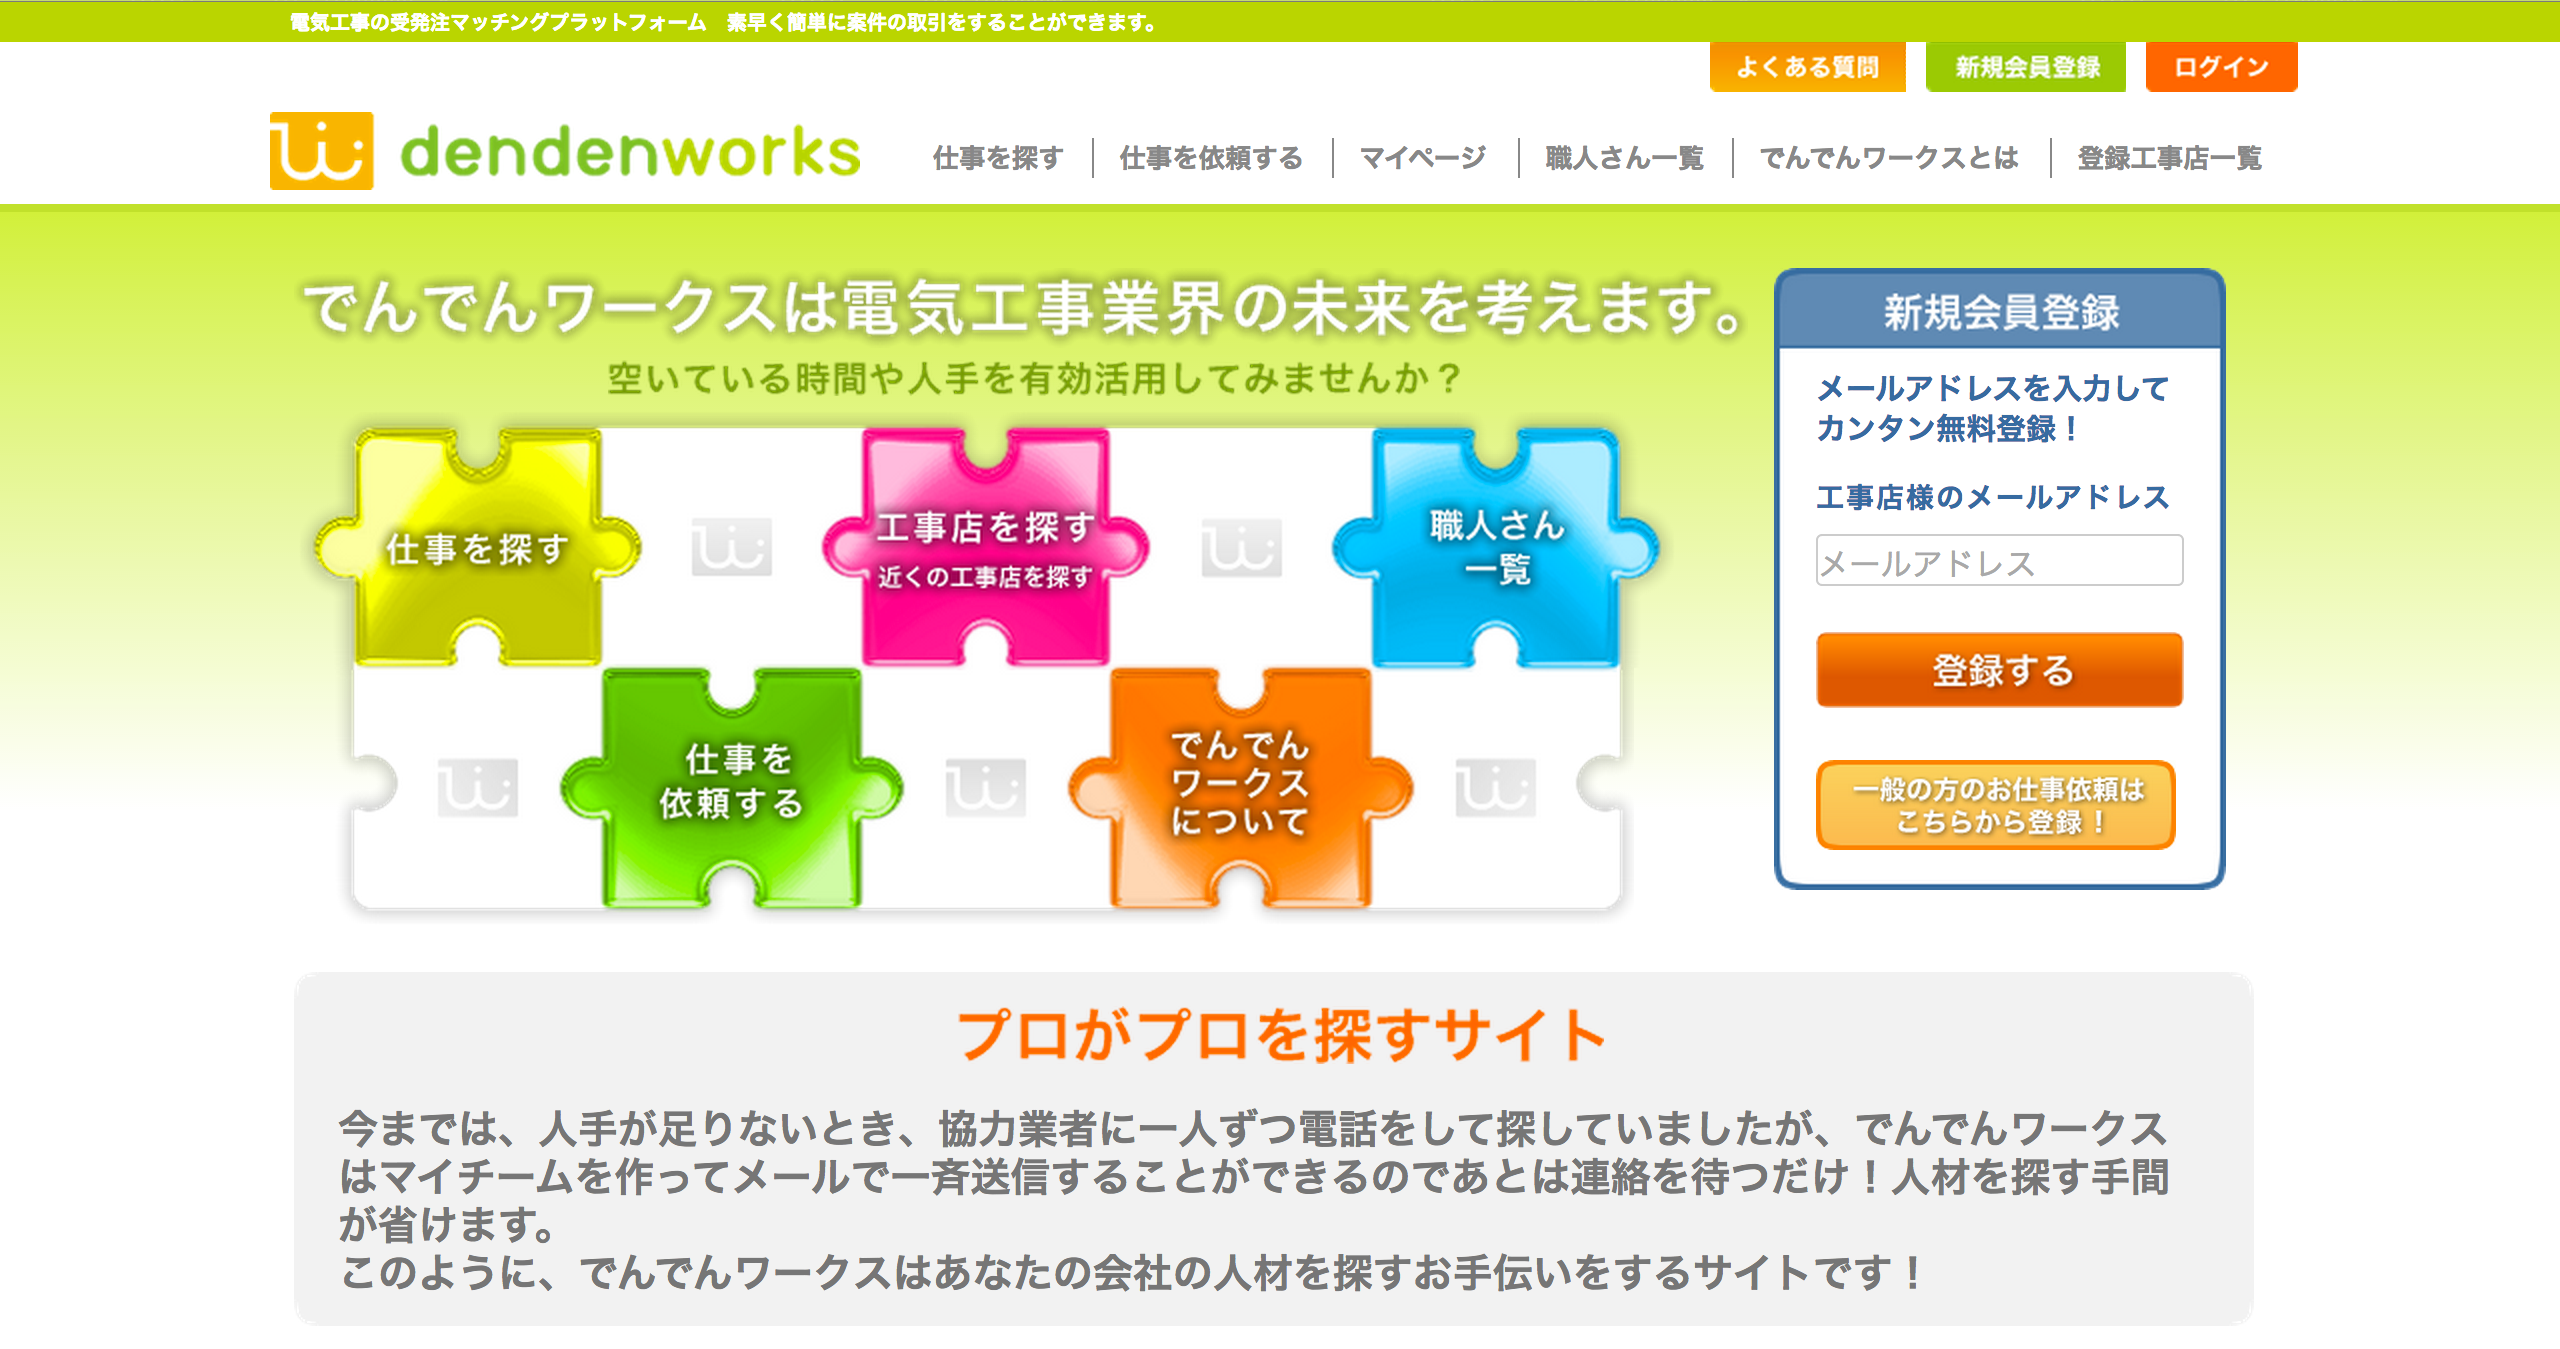 電気工事の受発注マッチングプラットフォーム　素早く簡単に案件の取引をすることができます。
よくある質問
新規会員登録
ログイン
dendenworks
仕事を探す
仕事を依頼する
マイページ
職人さん一覧
でんでんワークスとは
登録工事店一覧
でんでんワークスは電気工事業界の未来を考えます。
空いている時間や人手を有効活用してみませんか？
仕事を探す
工事店を探す
近くの工事店を探す
職人さん
一覧
仕事を
依頼する
でんでん
ワークス
について
新規会員登録
メールアドレスを入力して
カンタン無料登録！
工事店様のメールアドレス
メールアドレス
登録する
一般の方のお仕事依頼は
こちらから登録！
プロがプロを探すサイト
今までは、人手が足りないとき、協力業者に一人ずつ電話をして探していましたが、でんでんワークス
はマイチームを作ってメールで一斉送信することができるのであとは連絡を待つだけ！人材を探す手間
が省けます。
このように、でんでんワークスはあなたの会社の人材を探すお手伝いをするサイトです！